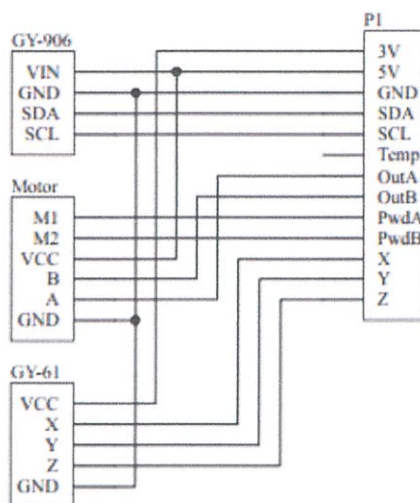 GY-906
VIN
GND
SDA
SCL
Motor
M1
M2
VCC
B
A
GND
GY-61
VCC
X
Y
Z
GND
P1
3V
5V
GND
SDA
SCL
Temp
OutA
OutB
PwdA
PwdB
X
Y
Z